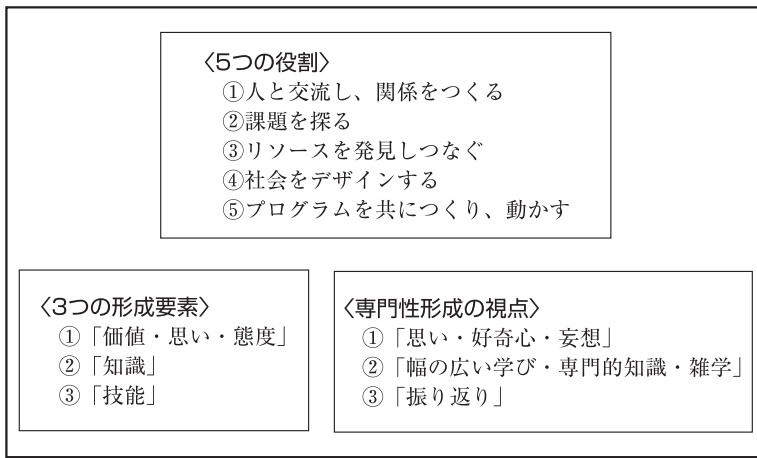 〈5つの役割〉
①人と交流し、関係をつくる
②課題を探る
③リソースを発見しつなぐ
④社会をデザインする
⑤プログラムを共につくり、動かす
〈3つの形成要素〉
①「価値・思い・態度」
②「知識」
③「技能」
〈専門性形成の視点〉
①「思い・好奇心・妄想」
②「幅の広い学び・専門的知識・雑学」
③「振り返り」